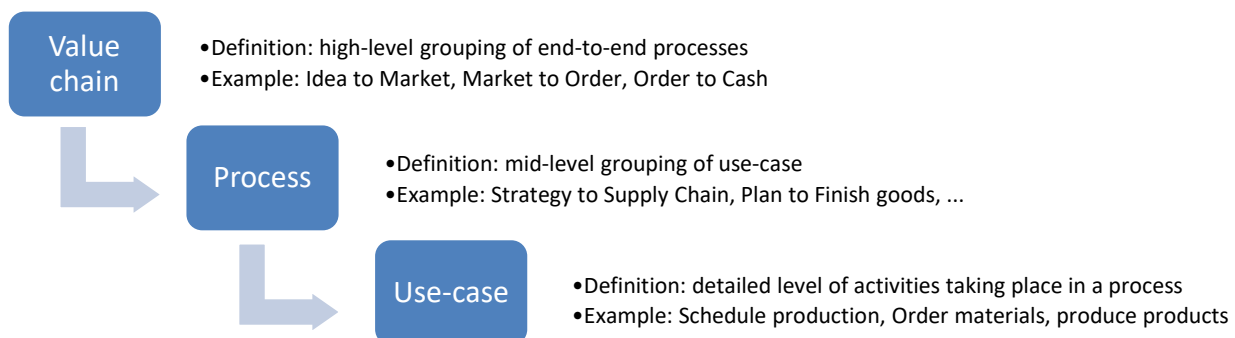 Value
chain
•Definition: high-level grouping of end-to-end processes
•Example: Idea to Market, Market to Order, Order to Cash
Process
•Definition: mid-level grouping of use-case
•Example: Strategy to Supply Chain, Plan to Finish goods, ...
Use-case
•Definition: detailed level of activities taking place in a process
•Example: Schedule production, Order materials, produce products